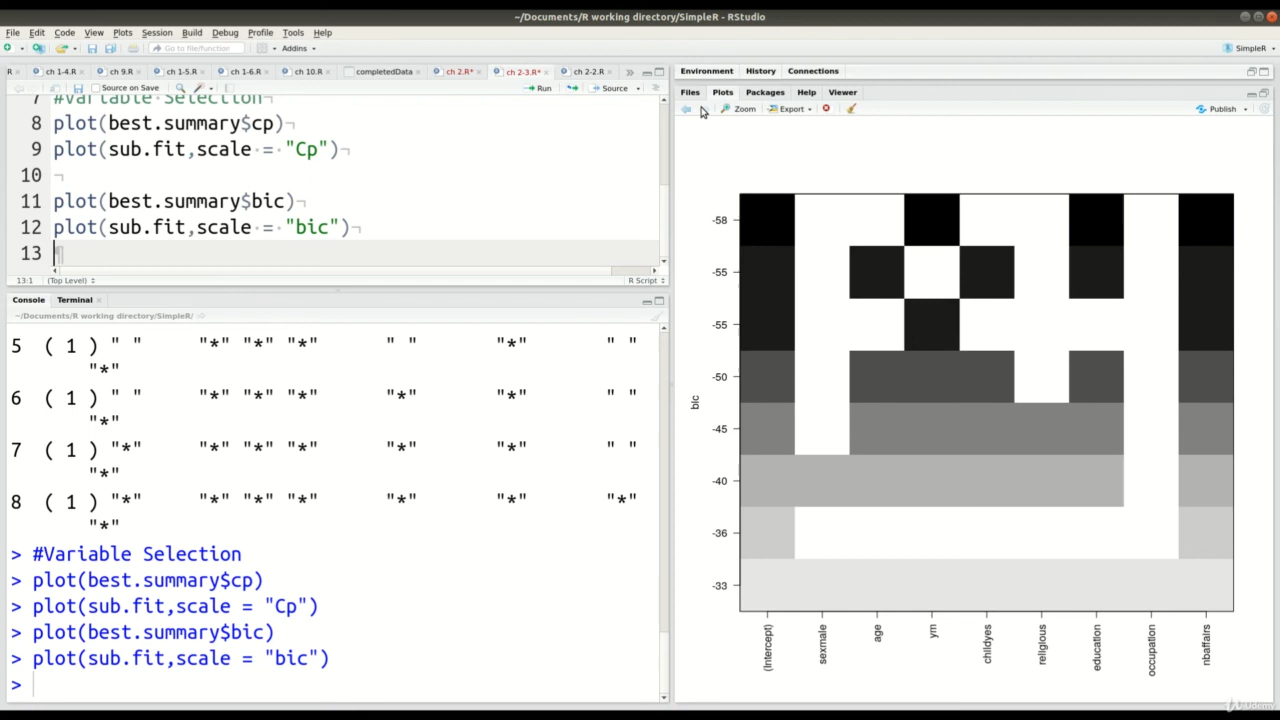 ~/Documents/R working directory/SimpleR - RStudio
File Edit Code View Plots Session Build Debug Profile Tools Help
Go to file/function Addins SimpleR
R ch 1-4.R ch 9.R ch 1-5.R ch 1-6.R ch 10.R completedData ch 2.R* ch 2-3.R* ch 2-2.R
Source on Save Run Source
7 #Variable Selection
8 plot(best.summary$cp)
9 plot(sub.fit,scale = "Cp")
10
11 plot(best.summary$bic)
12 plot(sub.fit,scale = "bic")
13
13:1 (Top Level) R Script
Console Terminal
~/Documents/R working directory/SimpleR/
5 ( 1 ) " " "*" "*" "*" " " "*" " "
"*"
6 ( 1 ) " " "*" "*" "*" "*" "*" " "
"*"
7 ( 1 ) "*" "*" "*" "*" "*" "*" " "
"*"
8 ( 1 ) "*" "*" "*" "*" "*" "*" "*"
"*"
> #Variable Selection
> plot(best.summary$cp)
> plot(sub.fit,scale = "Cp")
> plot(best.summary$bic)
> plot(sub.fit,scale = "bic")
>
Environment History Connections
Files Plots Packages Help Viewer
Zoom Export Publish
bic
-58
-55
-55
-50
-45
-40
-36
-33
(Intercept)
sexmale
age
ym
childyes
religious
education
occupation
nbaffairs
Udemy